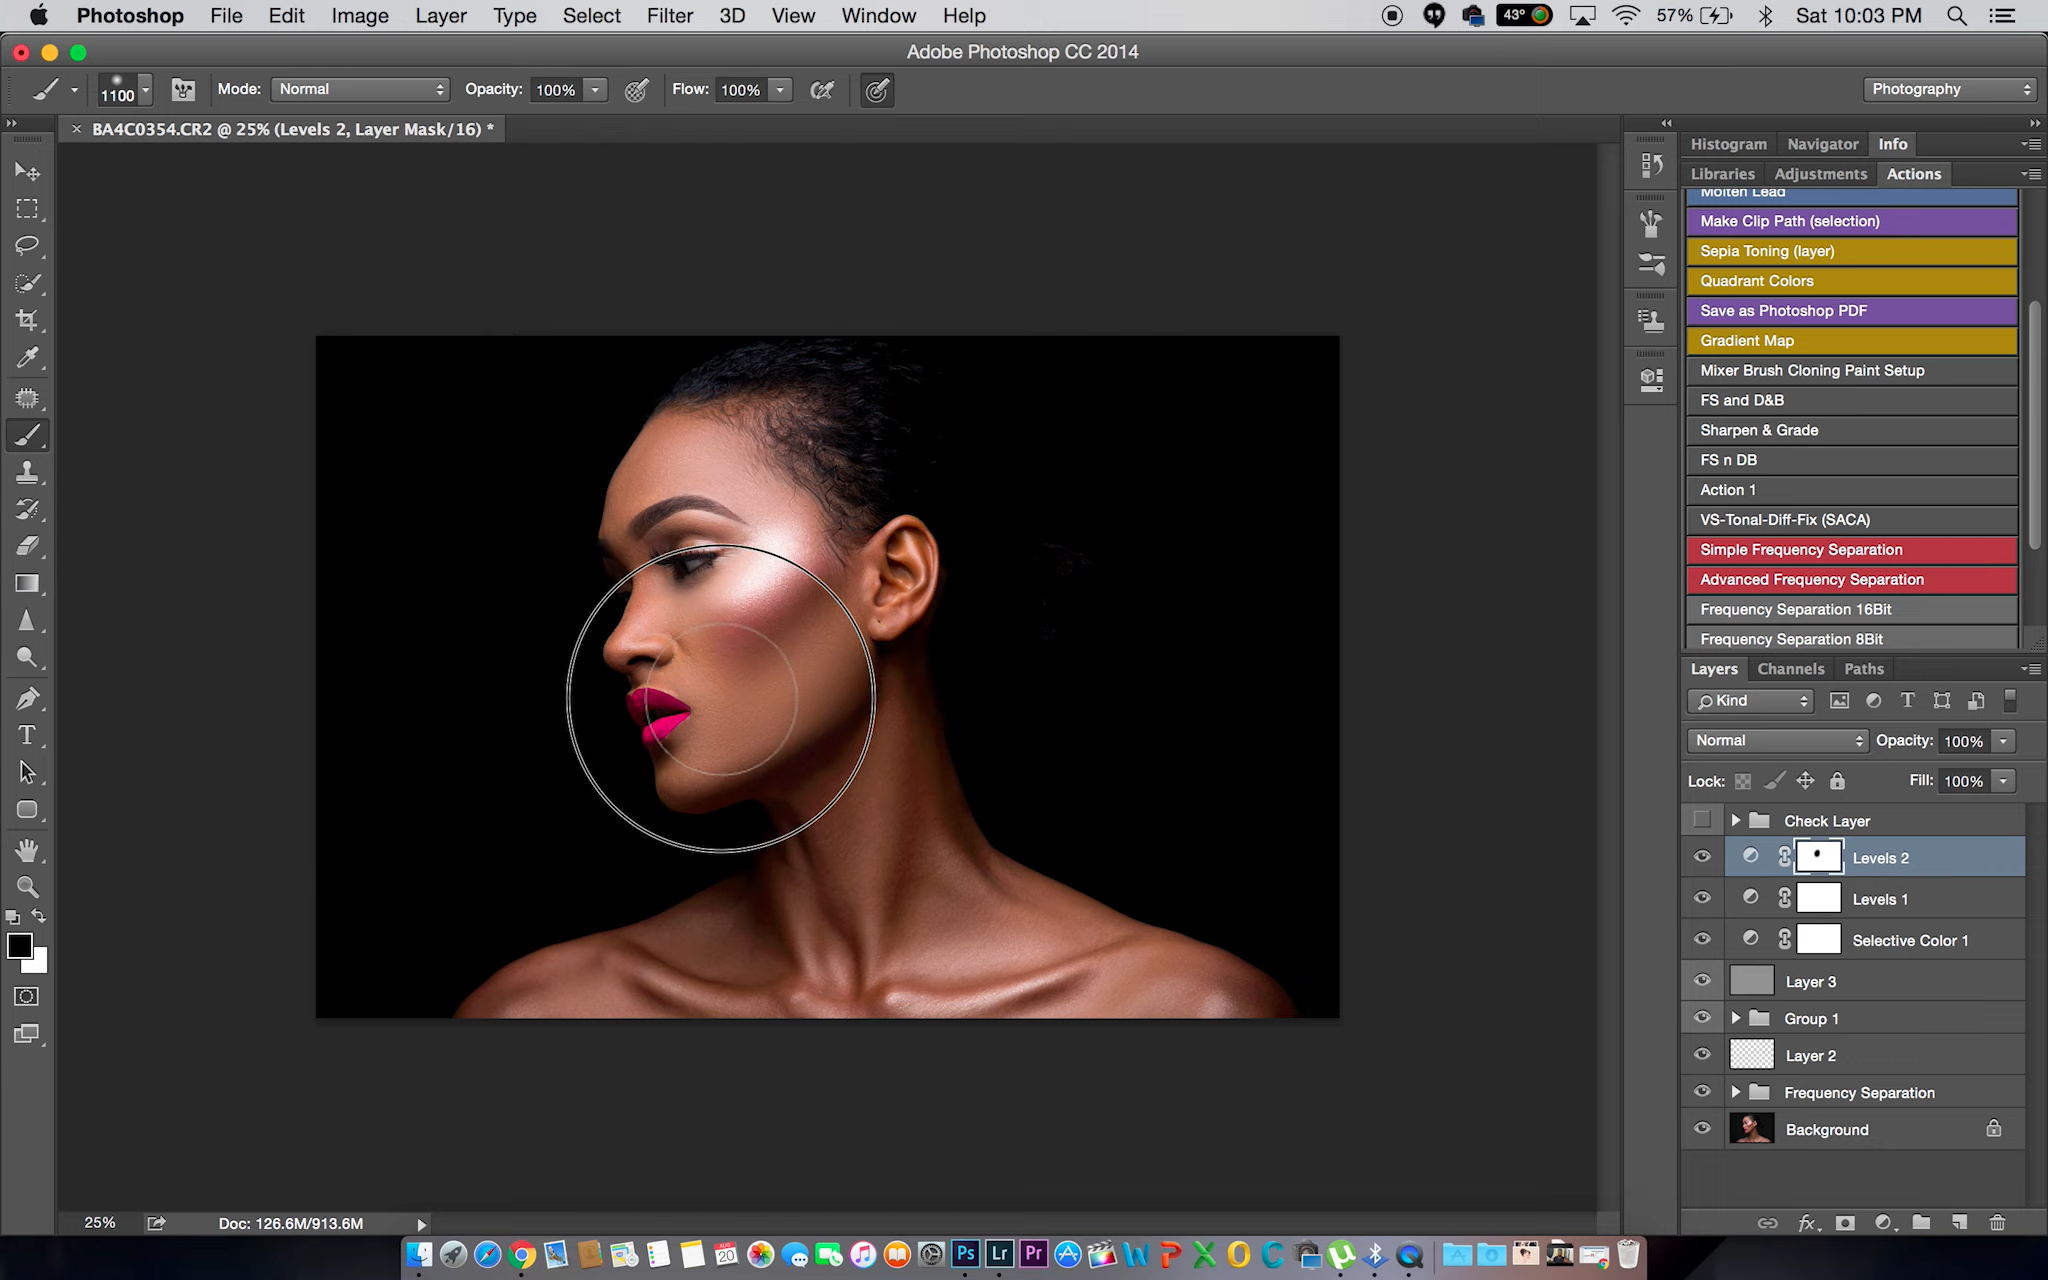 Photoshop File Edit Image Layer Type Select Filter 3D View Window Help 43° 57% Sat 10:03 PM
Adobe Photoshop CC 2014
1100 Mode: Normal Opacity: 100% Flow: 100% Photography
BA4C0354.CR2 @ 25% (Levels 2, Layer Mask/16) *
Histogram Navigator Info
Libraries Adjustments Actions
Molten Lead
Make Clip Path (selection)
Sepia Toning (layer)
Quadrant Colors
Save as Photoshop PDF
Gradient Map
Mixer Brush Cloning Paint Setup
FS and D&B
Sharpen & Grade
FS n DB
Action 1
VS-Tonal-Diff-Fix (SACA)
Simple Frequency Separation
Advanced Frequency Separation
Frequency Separation 16Bit
Frequency Separation 8Bit
Layers Channels Paths
Kind
Normal Opacity: 100%
Lock: Fill: 100%
Check Layer
Levels 2
Levels 1
Selective Color 1
Layer 3
Group 1
Layer 2
Frequency Separation
Background
25% Doc: 126.6M/913.6M
fx
AUG 20 Ps Lr Pr W P X O C